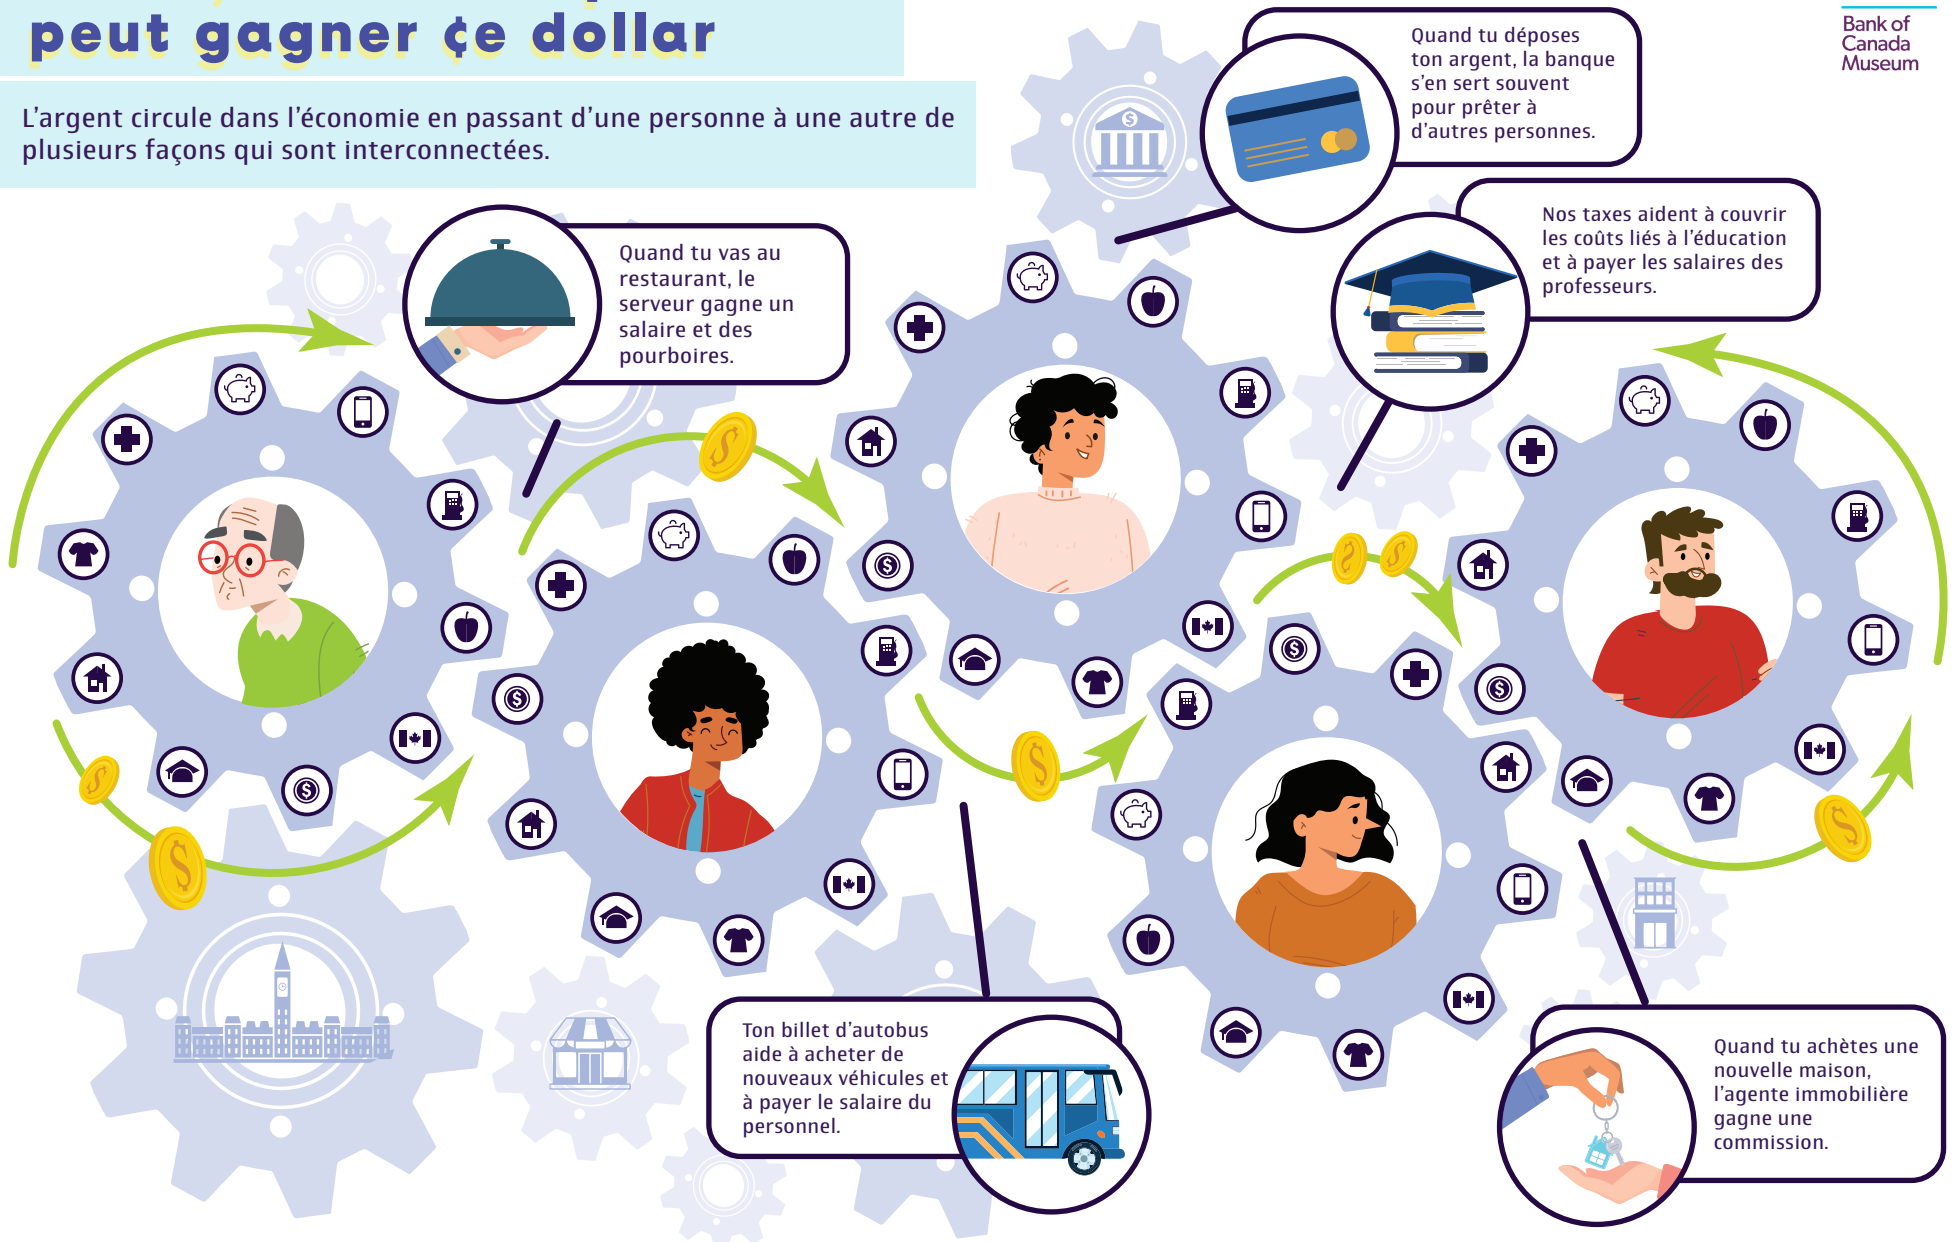 peut gagner ¢e dollar
L'argent circule dans l'économie en passant d'une personne à une autre de
plusieurs façons qui sont interconnectées.
Bank of
Canada
Museum
Quand tu déposes
ton argent, la banque
s'en sert souvent
pour prêter à
d'autres personnes.
Nos taxes aident à couvrir
les coûts liés à l'éducation
et à payer les salaires des
professeurs.
Quand tu vas au
restaurant, le
serveur gagne un
salaire et des
pourboires.
Ton billet d'autobus
aide à acheter de
nouveaux véhicules et
à payer le salaire du
personnel.
Quand tu achètes une
nouvelle maison,
l'agente immobilière
gagne une
commission.